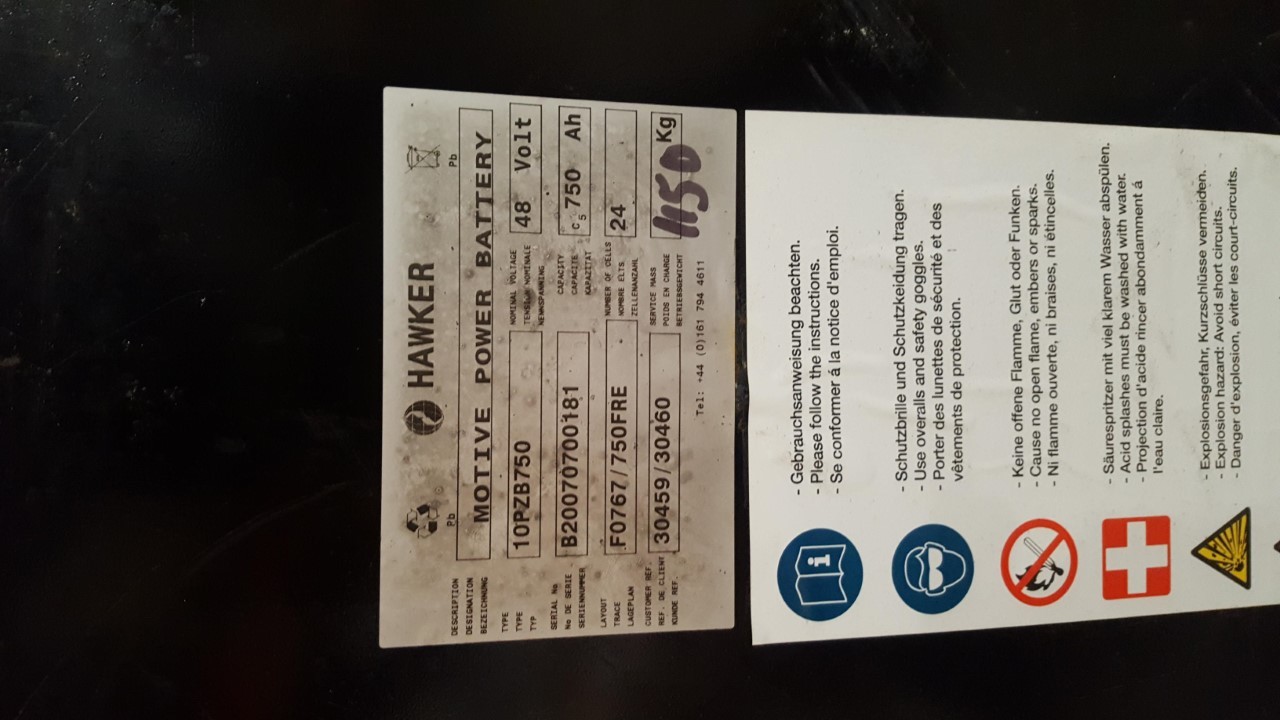 HAWKER
Pb
Pb
DESCRIPTION
DESIGNATION
BEZEICHNUNG
MOTIVE POWER BATTERY
TYPE
TYPE
TYP
10PZB750
NOMINAL VOLTAGE
TENSION NOMINALE
NENNSPANNING
48 Volt
SERIAL No
No DE SERIE
SERIENNUMMER
B20070700181
CAPACITY
CAPACITE
KAPAZITAT
C5 750 Ah
LAYOUT
TRACE
LAGEPLAN
F0767/750FRE
NUMBER OF CELLS
NOMBRE ELTS.
ZELLENANZAHL
24
CUSTOMER REF.
REF. DE CLIENT
KUNDE REF.
30459/30460
SERVICE MASS
POIDS EN CHARGE
BETRIEBSGEWICHT
1150 Kg
Tel: +44 (0)161 794 4611
- Gebrauchsanweisung beachten.
- Please follow the instructions.
- Se conformer á la notice d'emploi.
- Schutzbrille und Schutzkeidung tragen.
- Use overalls and safety goggles.
- Porter des lunettes de sécurité et des
vêtements de protection.
- Keine offene Flamme, Glut oder Funken.
- Cause no open flame, embers or sparks.
- Ni flamme ouverte, ni braises, ni étincelles.
- Säurespritzer mit viel klarem Wasser abspülen.
- Acid splashes must be washed with water.
- Projection d'acide rincer abondamment á
l'eau claire.
- Explosionsgefahr, Kurzschlüsse vermeiden.
- Explosion hazard: Avoid short circuits.
- Danger d'explosion, éviter les court-circuits.